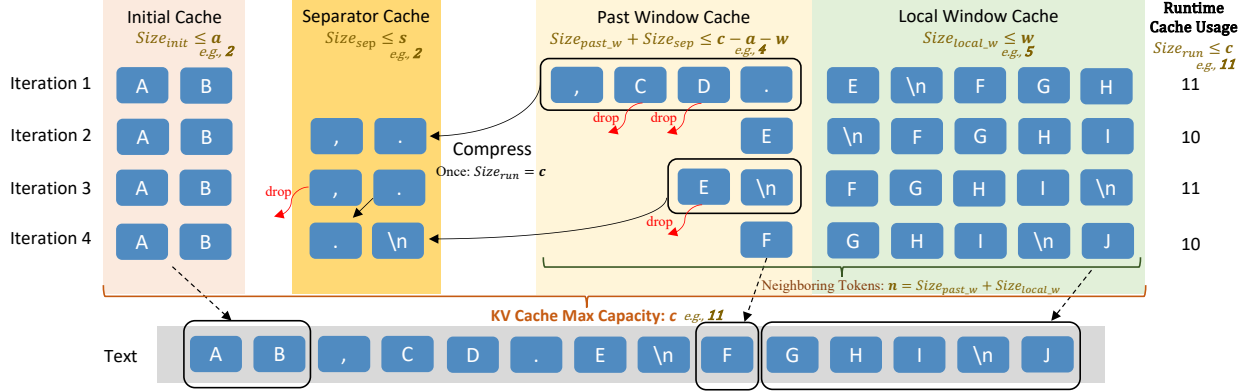 Initial Cache Separator Cache Past Window Cache Local Window Cache Runtime Cache Usage
Size_init ≤ a Size_sep ≤ s Size_past_w + Size_sep ≤ c − a − w Size_local_w ≤ w Size_run ≤ c
e.g., 2 e.g., 2 e.g., 4 e.g., 5 e.g., 11
Iteration 1 A B , C D . E \n F G H 11
drop drop
Iteration 2 A B , . E \n F G H I 10
Compress
Once: Size_run = c
Iteration 3 A B , . E \n F G H I \n 11
drop
drop
Iteration 4 A B . \n F G H I \n J 10
Neighboring Tokens: n = Size_past_w + Size_local_w
KV Cache Max Capacity: c e.g., 11
Text A B , C D . E \n F G H I \n J